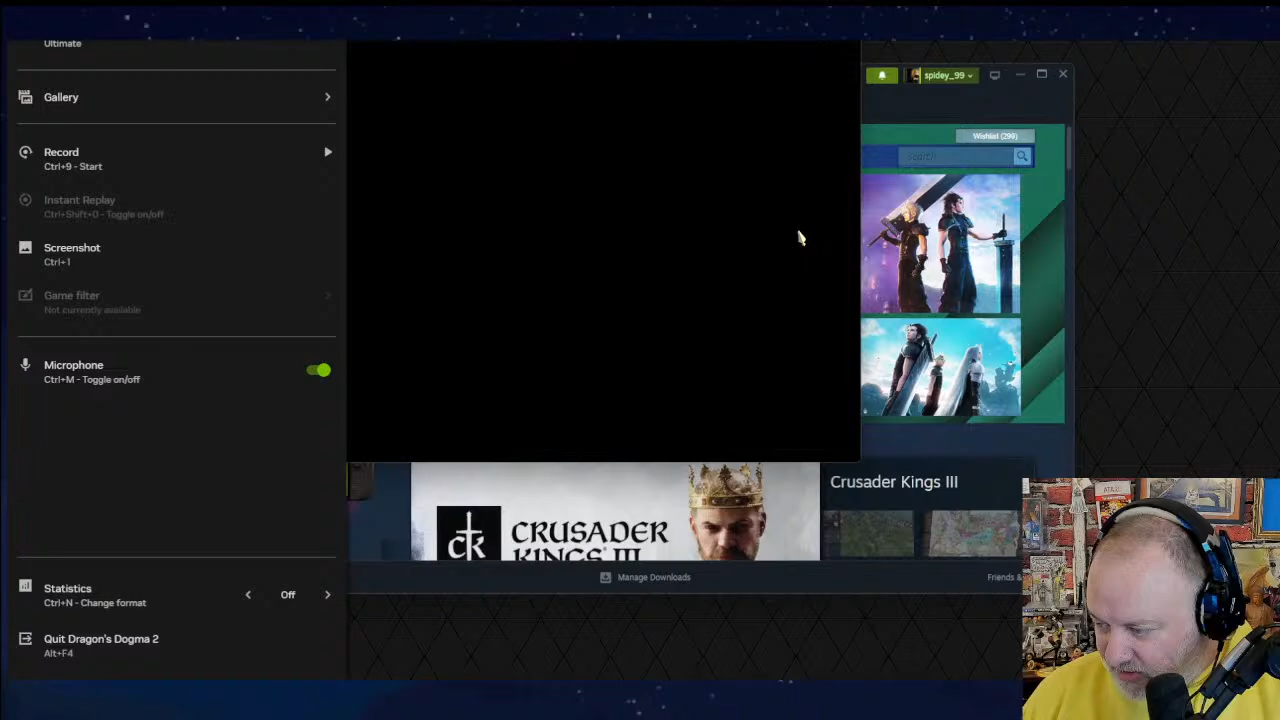 Ultimate
Gallery
Record
Ctrl+9 - Start
Instant Replay
Ctrl+Shift+0 - Toggle on/off
Screenshot
Ctrl+1
Game filter
Not currently available
Microphone
Ctrl+M - Toggle on/off
Statistics
Ctrl+N - Change format
Off
Quit Dragon's Dogma 2
Alt+F4
spidey_99
Wishlist (299)
search
Crusader Kings III
CRUSADER
KINGS III
Manage Downloads
Friends &